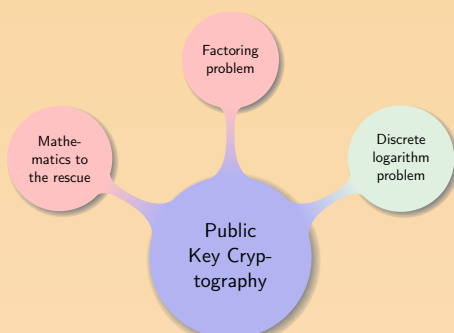 Factoring
problem
Mathe-
matics to
the rescue
Discrete
logarithm
problem
Public
Key Cryp-
tography